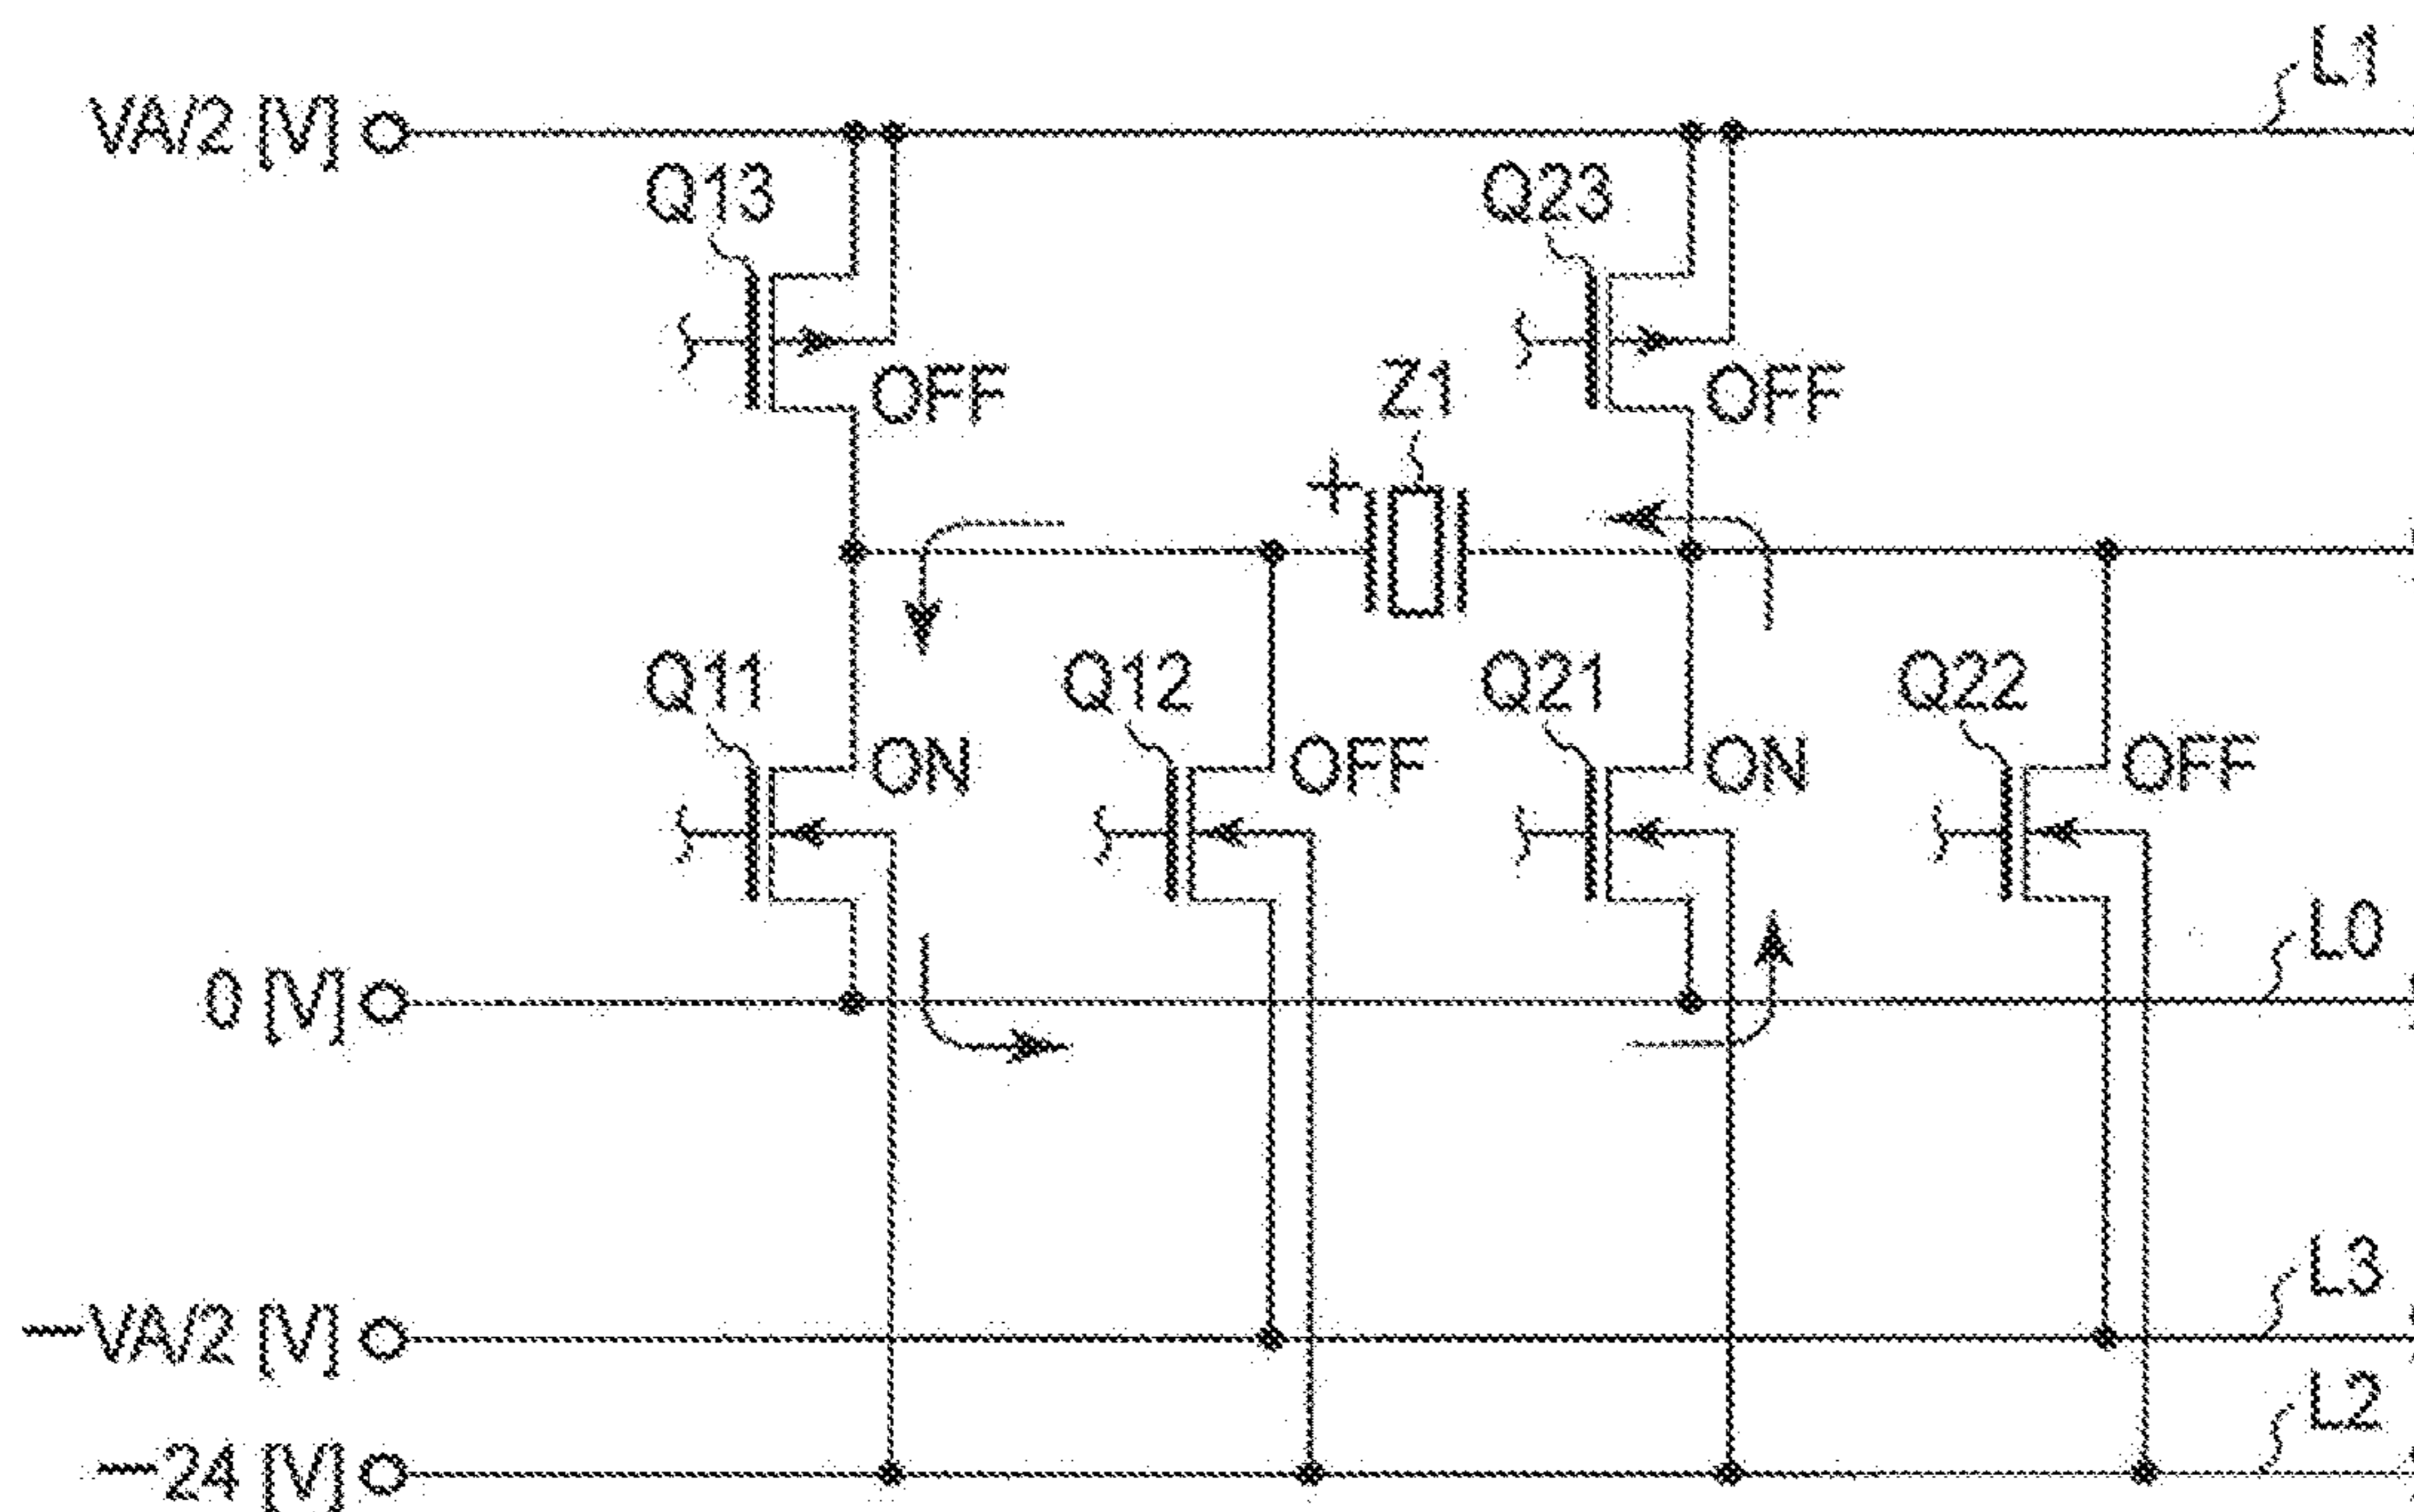 L1
VA/2 [V]
Q13
Q23
OFF
OFF
Z1
+
Q11
Q12
Q21
Q22
ON
OFF
ON
OFF
L0
0 [V]
L3
—VA/2 [V]
L2
—24 [V]